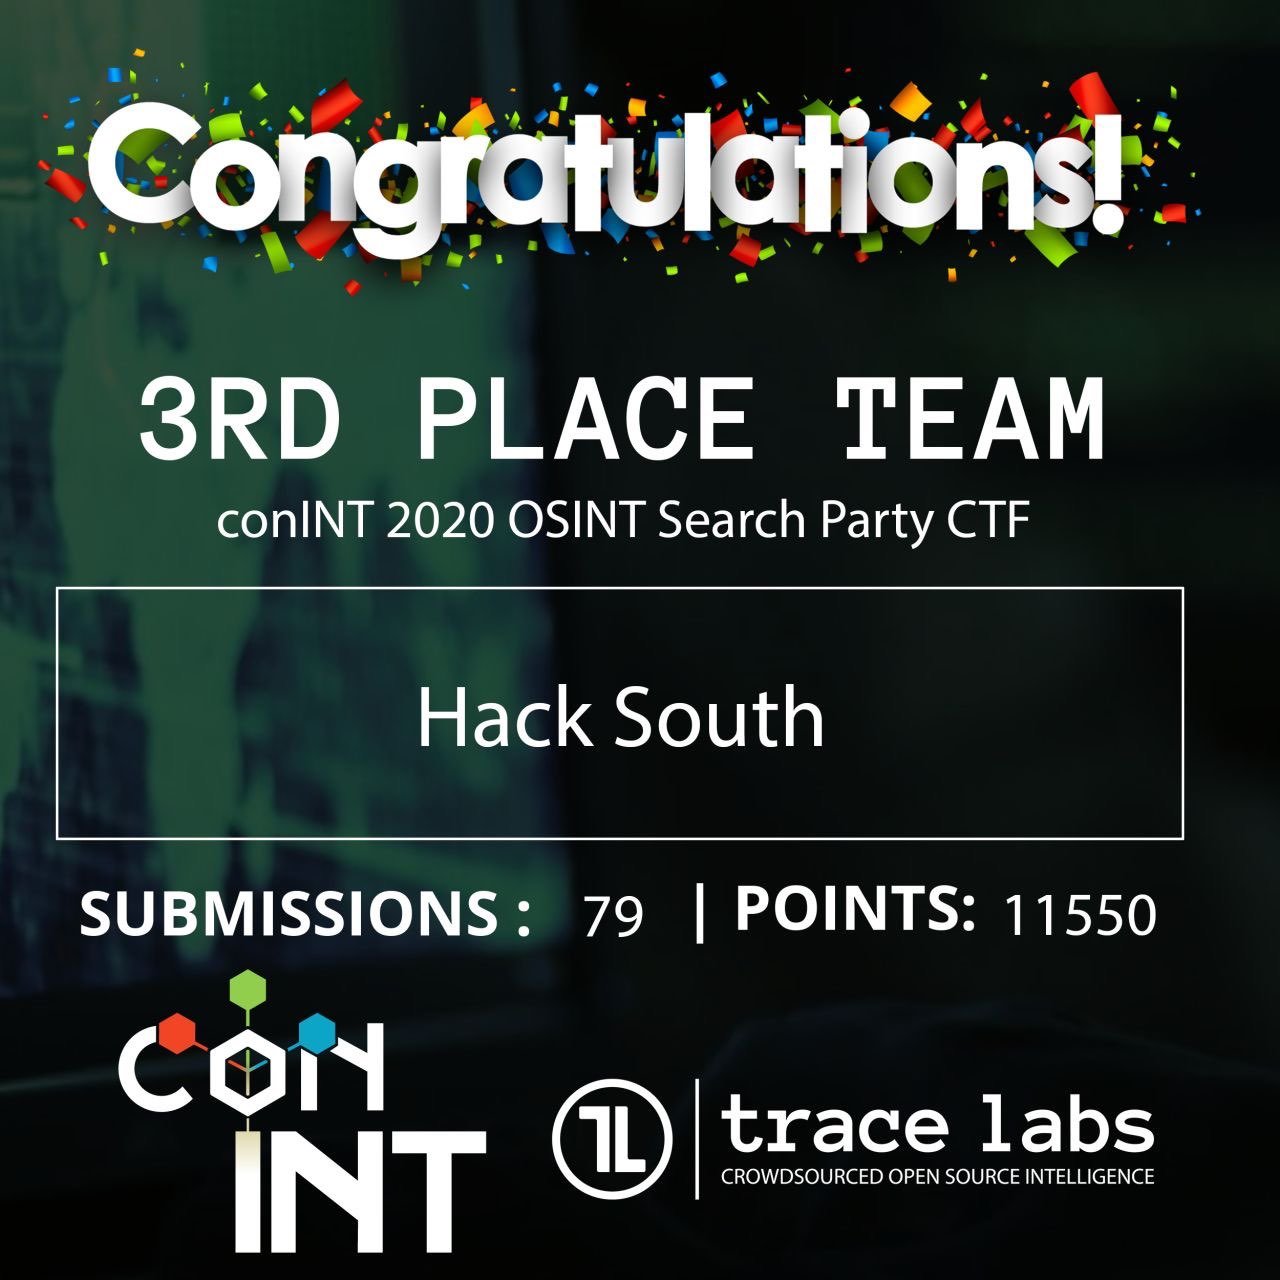 Congratulations!
3RD PLACE TEAM
conINT 2020 OSINT Search Party CTF
Hack South
SUBMISSIONS : 79 | POINTS: 11550
CON
INT
TL
trace labs
CROWDSOURCED OPEN SOURCE INTELLIGENCE